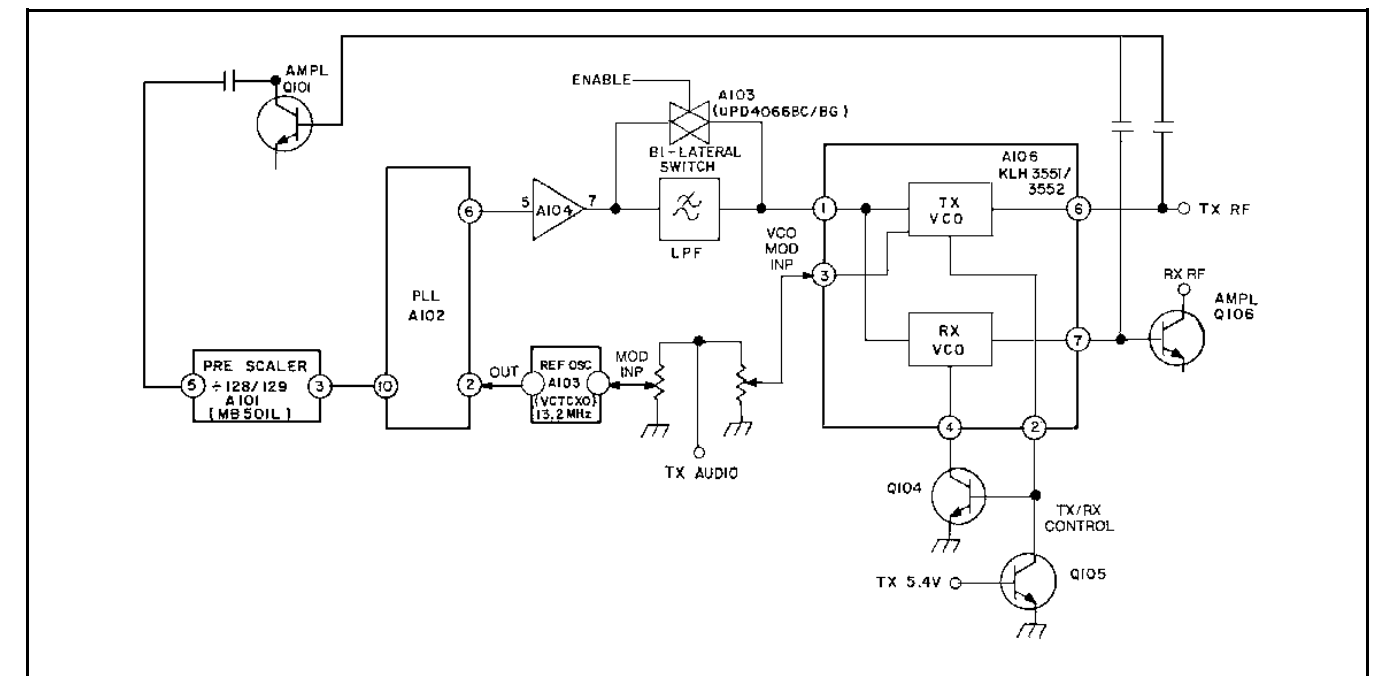 AMPL
Q101
ENABLE
A103
(uPD4066BC/BG)
BI-LATERAL
SWITCH
A106
KLH 3551/
3552
6
5
A104
7
1
TX
VCO
6
TX RF
LPF
VCO
MOD
INP
3
RX RF
AMPL
Q106
PLL
A102
RX
VCO
7
PRE SCALER
5
÷128/129
3
A101
(MB501L)
10
2
OUT
REF OSC
A103
(VCTCXO)
13.2MHz
MOD
INP
4
2
TX AUDIO
Q104
TX/RX
CONTROL
TX 5.4V
Q105